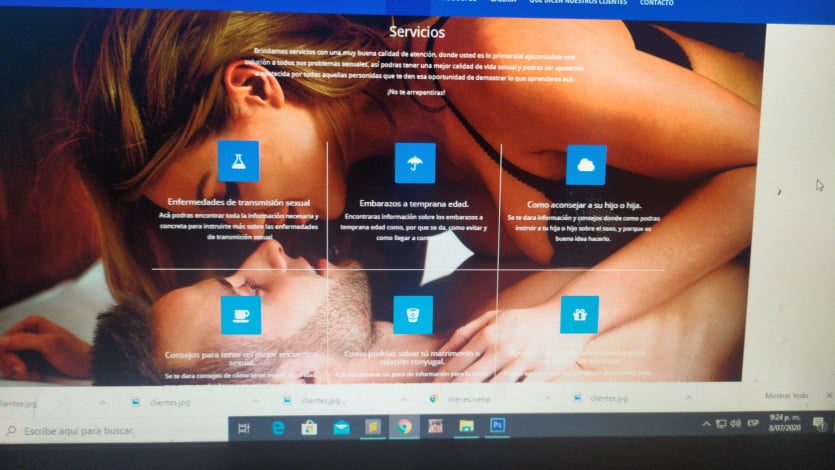 GALERIA QUE DICEN NUESTROS CLIENTES CONTACTO
Servicios
Brindamos servicios con una muy buena calidad de atención, donde usted es lo primordial ejecutandole una
solución a todos sus problemas sexuales, así podras tener una mejor calidad de vida sexual y podras ser apetecido
o apetecida por todas aquellas personidas que te den esa oportunidad de demostrar lo que aprenderas acá.
¡No te arrepentiras!
Enfermedades de transmisión sexual
Acá podras encontrar toda la información necesaria y
concreta para instruirte más sobre las enfermedades
de transmisión sexual
Embarazos a temprana edad.
Encontraras información sobre los embarazos a
temprana edad como, por que se da, como evitar y
como llegar a
Como aconsejar a su hijo o hija.
Se te dara información y consejos donde como podras
instruir a tu hija o hijo sobre el sexo, y porque es
buena idea hacerlo.
Consejos para tener un mejor encuentro
sexual
Se te dara consejos de cómo tener
Como podrias salvar tú matrimonio o
relación conyugal.
Acá encontraras un poco de información pero
clientes.jpg
clientes.jpg
clientes.jpg
clienes.webp
clientes.jpg
Mostrar todo
Escribe aquí para buscar.
Ps
ESP
9:24 p. m.
8/07/2020